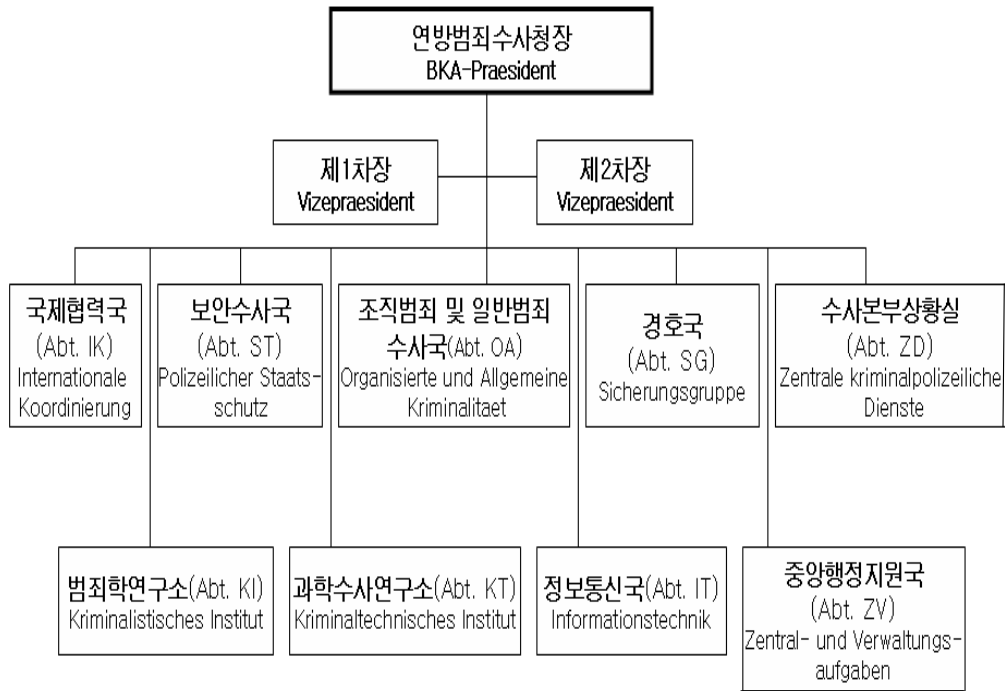 연방범죄수사청장
BKA-Praesident
제1차장
Vizepraesident
제2차장
Vizepraesident
국제협력국
(Abt. IK)
Internationale
Koordinierung
보안수사국
(Abt. ST)
Polizeilicher Staats-
schutz
조직범죄 및 일반범죄
수사국(Abt. OA)
Organisierte und Allgemeine
Kriminalitaet
경호국
(Abt. SG)
Sicherungsgruppe
수사본부상황실
(Abt. ZD)
Zentrale kriminalpolizeiliche
Dienste
범죄학연구소(Abt. KI)
Kriminalistisches Institut
과학수사연구소(Abt. KT)
Kriminaltechnisches Institut
정보통신국(Abt. IT)
Informationstechnik
중앙행정지원국
(Abt. ZV)
Zentral- und Verwaltungs-
aufgaben